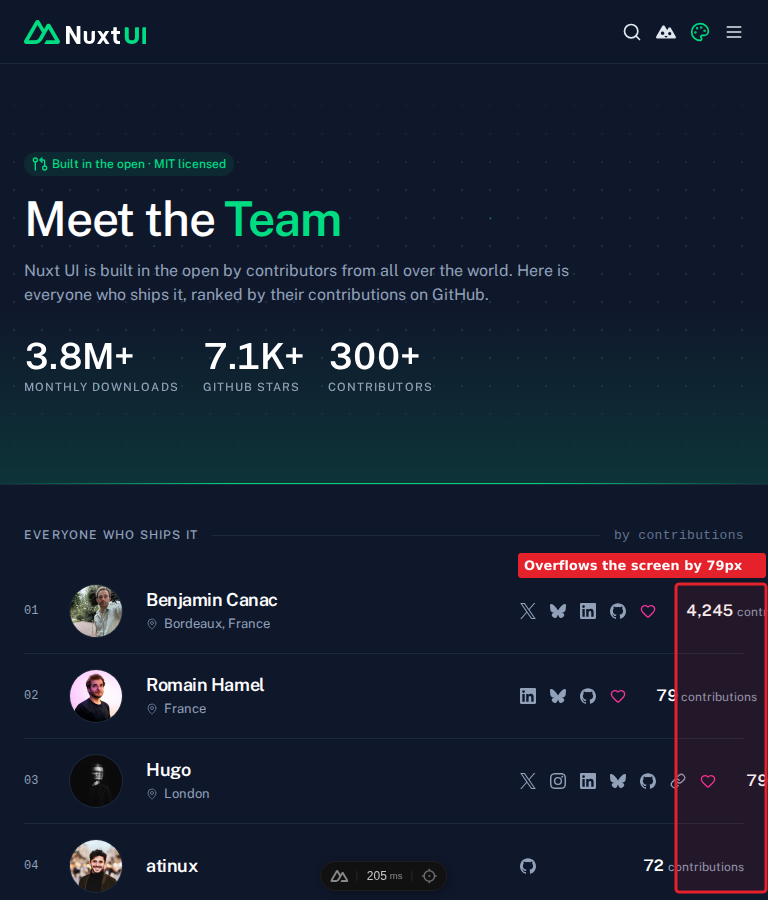 Nuxt UI
Built in the open · MIT licensed
Meet the Team
Nuxt UI is built in the open by contributors from all over the world. Here is
everyone who ships it, ranked by their contributions on GitHub.
3.8M+ 7.1K+ 300+
MONTHLY DOWNLOADS GITHUB STARS CONTRIBUTORS
EVERYONE WHO SHIPS IT by contributions
Overflows the screen by 79px
01 Benjamin Canac 4,245 cont
Bordeaux, France
02 Romain Hamel 79 contributions
France
03 Hugo 79
London
04 atinux 72 contributions
205 ms